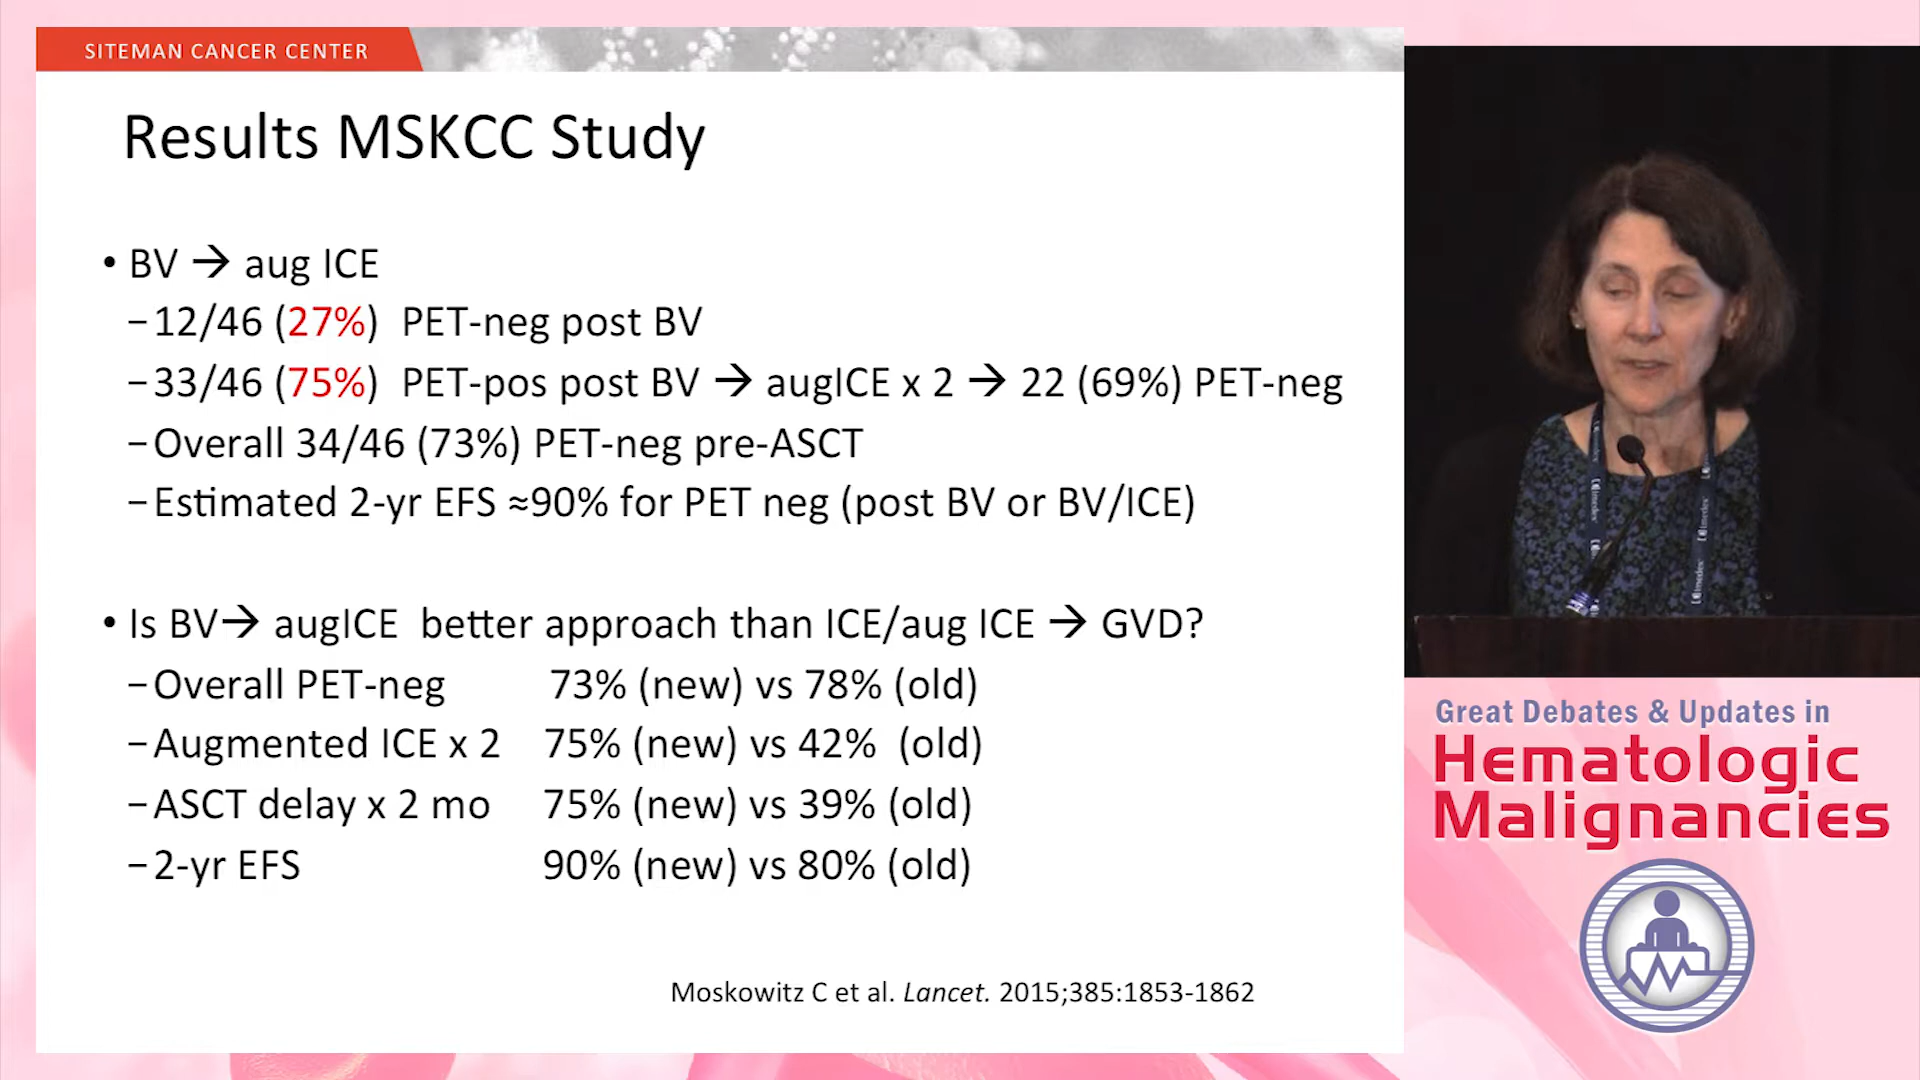 SITEMAN CANCER CENTER
Results MSKCC Study
• BV → aug ICE
– 12/46 (27%) PET-neg post BV
– 33/46 (75%) PET-pos post BV → augICE x 2 → 22 (69%) PET-neg
– Overall 34/46 (73%) PET-neg pre-ASCT
– Estimated 2-yr EFS ≈90% for PET neg (post BV or BV/ICE)
• Is BV→ augICE better approach than ICE/aug ICE → GVD?
– Overall PET-neg 73% (new) vs 78% (old)
– Augmented ICE x 2 75% (new) vs 42% (old)
– ASCT delay x 2 mo 75% (new) vs 39% (old)
– 2-yr EFS 90% (new) vs 80% (old)
Moskowitz C et al. Lancet. 2015;385:1853-1862
imedex
imedex
Great Debates & Updates in
Hematologic
Malignancies